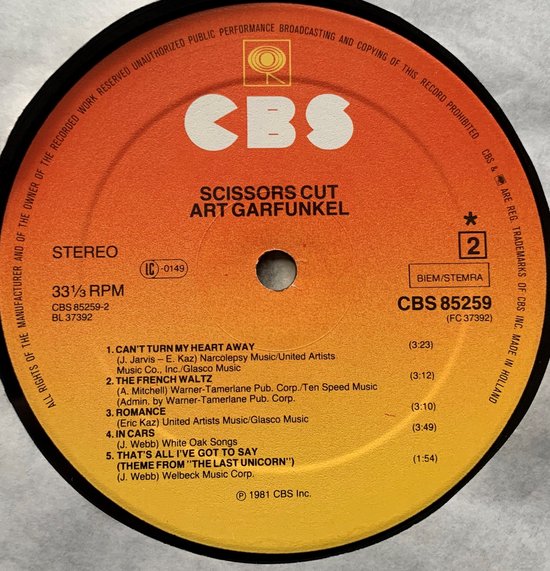 ALL RIGHTS OF THE MANUFACTURER AND OF THE OWNER OF THE RECORDED WORK RESERVED UNAUTHORIZED PUBLIC PERFORMANCE BROADCASTING AND COPYING OF THIS RECORD PROHIBITED
CBS & ARE REG. TRADEMARKS OF CBS INC. MADE IN HOLLAND
CBS
SCISSORS CUT
ART GARFUNKEL
STEREO
LC -0149
* 2
33⅓ RPM
CBS 85259-2
BL 37392
BIEM/STEMRA
CBS 85259
(FC 37392)
1. CAN'T TURN MY HEART AWAY (3:23)
(J. Jarvis – E. Kaz) Narcolepsy Music/United Artists
Music Co., Inc./Glasco Music
2. THE FRENCH WALTZ (3:12)
(A. Mitchell) Warner-Tamerlane Pub. Corp./Ten Speed Music
(Admin. by Warner-Tamerlane Pub. Corp.)
3. ROMANCE (3:10)
(Eric Kaz) United Artists Music/Glasco Music
4. IN CARS (3:49)
(J. Webb) White Oak Songs
5. THAT'S ALL I'VE GOT TO SAY
(THEME FROM "THE LAST UNICORN") (1:54)
(J. Webb) Welbeck Music Corp.
℗ 1981 CBS Inc.